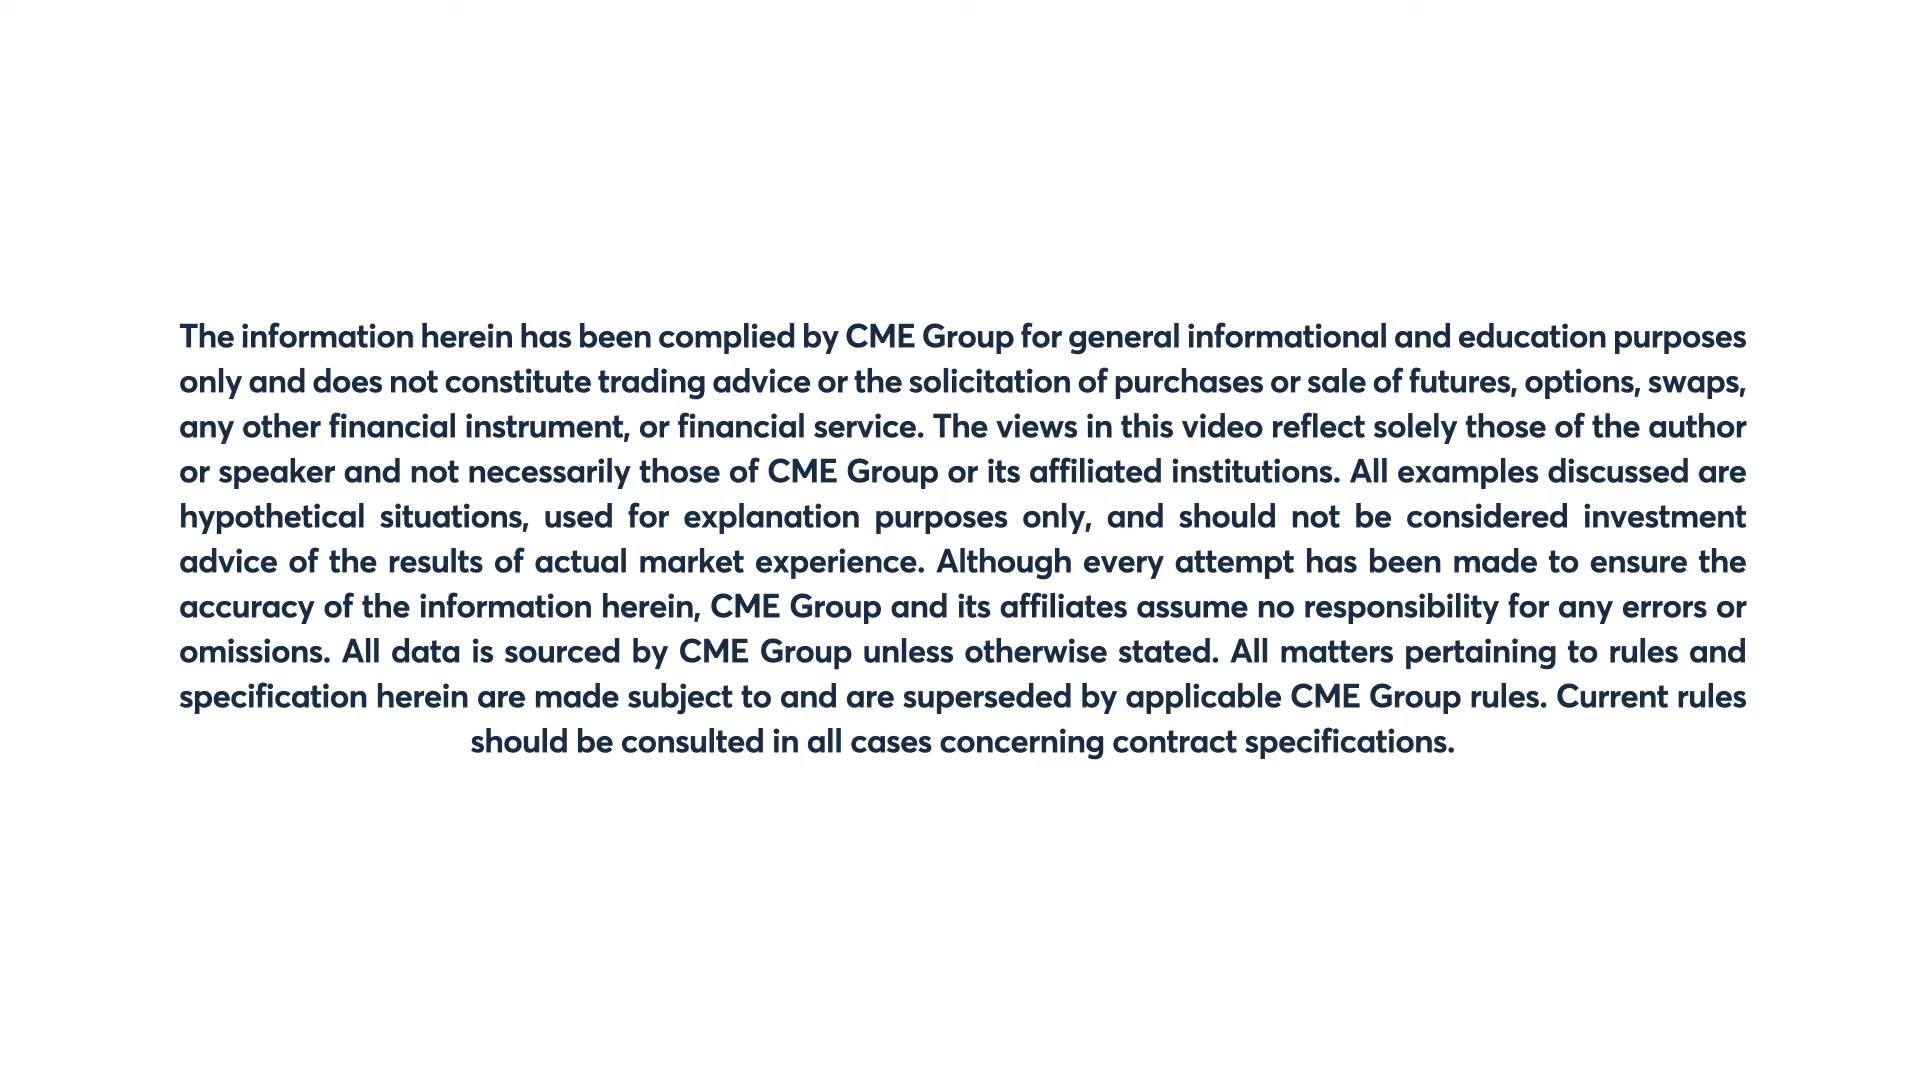 The information herein has been complied by CME Group for general informational and education purposes
only and does not constitute trading advice or the solicitation of purchases or sale of futures, options, swaps,
any other financial instrument, or financial service. The views in this video reflect solely those of the author
or speaker and not necessarily those of CME Group or its affiliated institutions. All examples discussed are
hypothetical situations, used for explanation purposes only, and should not be considered investment
advice of the results of actual market experience. Although every attempt has been made to ensure the
accuracy of the information herein, CME Group and its affiliates assume no responsibility for any errors or
omissions. All data is sourced by CME Group unless otherwise stated. All matters pertaining to rules and
specification herein are made subject to and are superseded by applicable CME Group rules. Current rules
should be consulted in all cases concerning contract specifications.